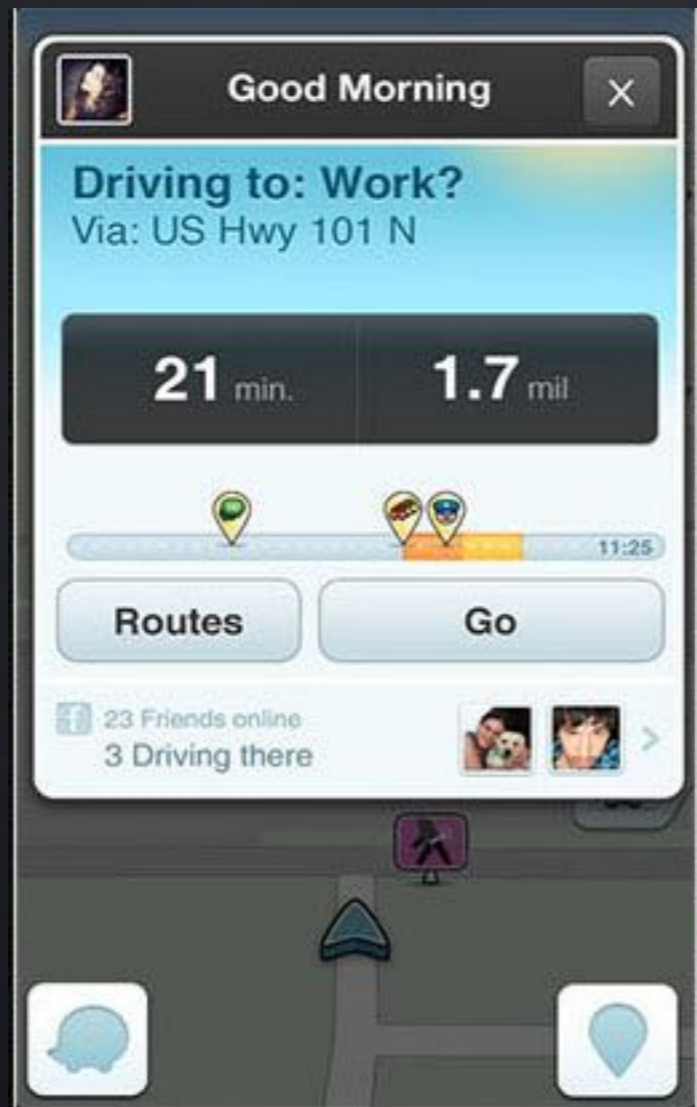 Good Morning
X
Driving to: Work?
Via: US Hwy 101 N
21 min. 1.7 mil
11:25
Routes Go
f 23 Friends online
3 Driving there